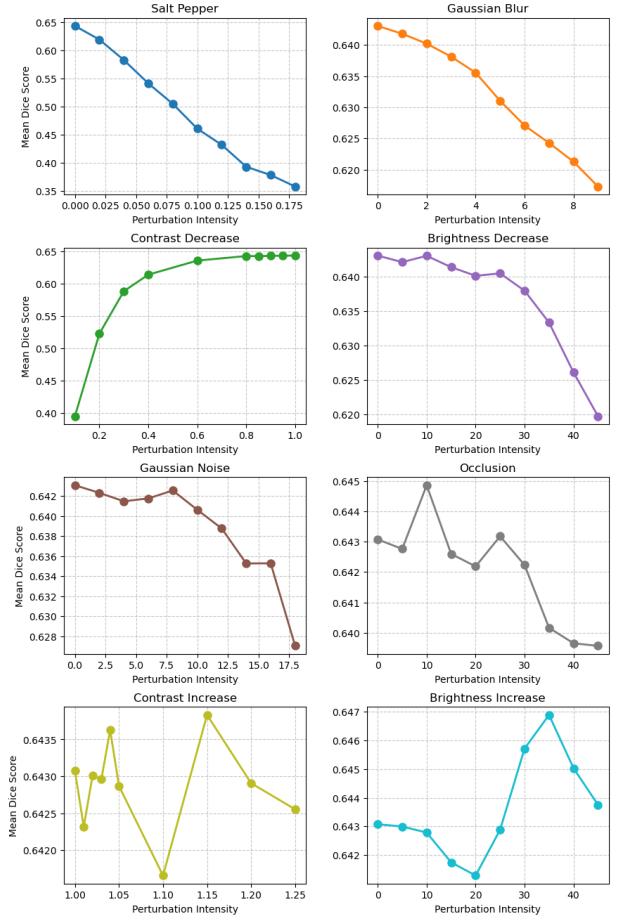 Salt Pepper
Gaussian Blur
Mean Dice Score
0.65
0.60
0.55
0.50
0.45
0.40
0.35
0.000 0.025 0.050 0.075 0.100 0.125 0.150 0.175
Perturbation Intensity
0.640
0.635
0.630
0.625
0.620
0 2 4 6 8
Perturbation Intensity
Contrast Decrease
Brightness Decrease
Mean Dice Score
0.65
0.60
0.55
0.50
0.45
0.40
0.2 0.4 0.6 0.8 1.0
Perturbation Intensity
0.640
0.635
0.630
0.625
0.620
0 10 20 30 40
Perturbation Intensity
Gaussian Noise
Occlusion
Mean Dice Score
0.642
0.640
0.638
0.636
0.634
0.632
0.630
0.628
0.0 2.5 5.0 7.5 10.0 12.5 15.0 17.5
Perturbation Intensity
0.645
0.644
0.643
0.642
0.641
0.640
0 10 20 30 40
Perturbation Intensity
Contrast Increase
Brightness Increase
Mean Dice Score
0.6435
0.6430
0.6425
0.6420
1.00 1.05 1.10 1.15 1.20 1.25
Perturbation Intensity
0.647
0.646
0.645
0.644
0.643
0.642
0 10 20 30 40
Perturbation Intensity